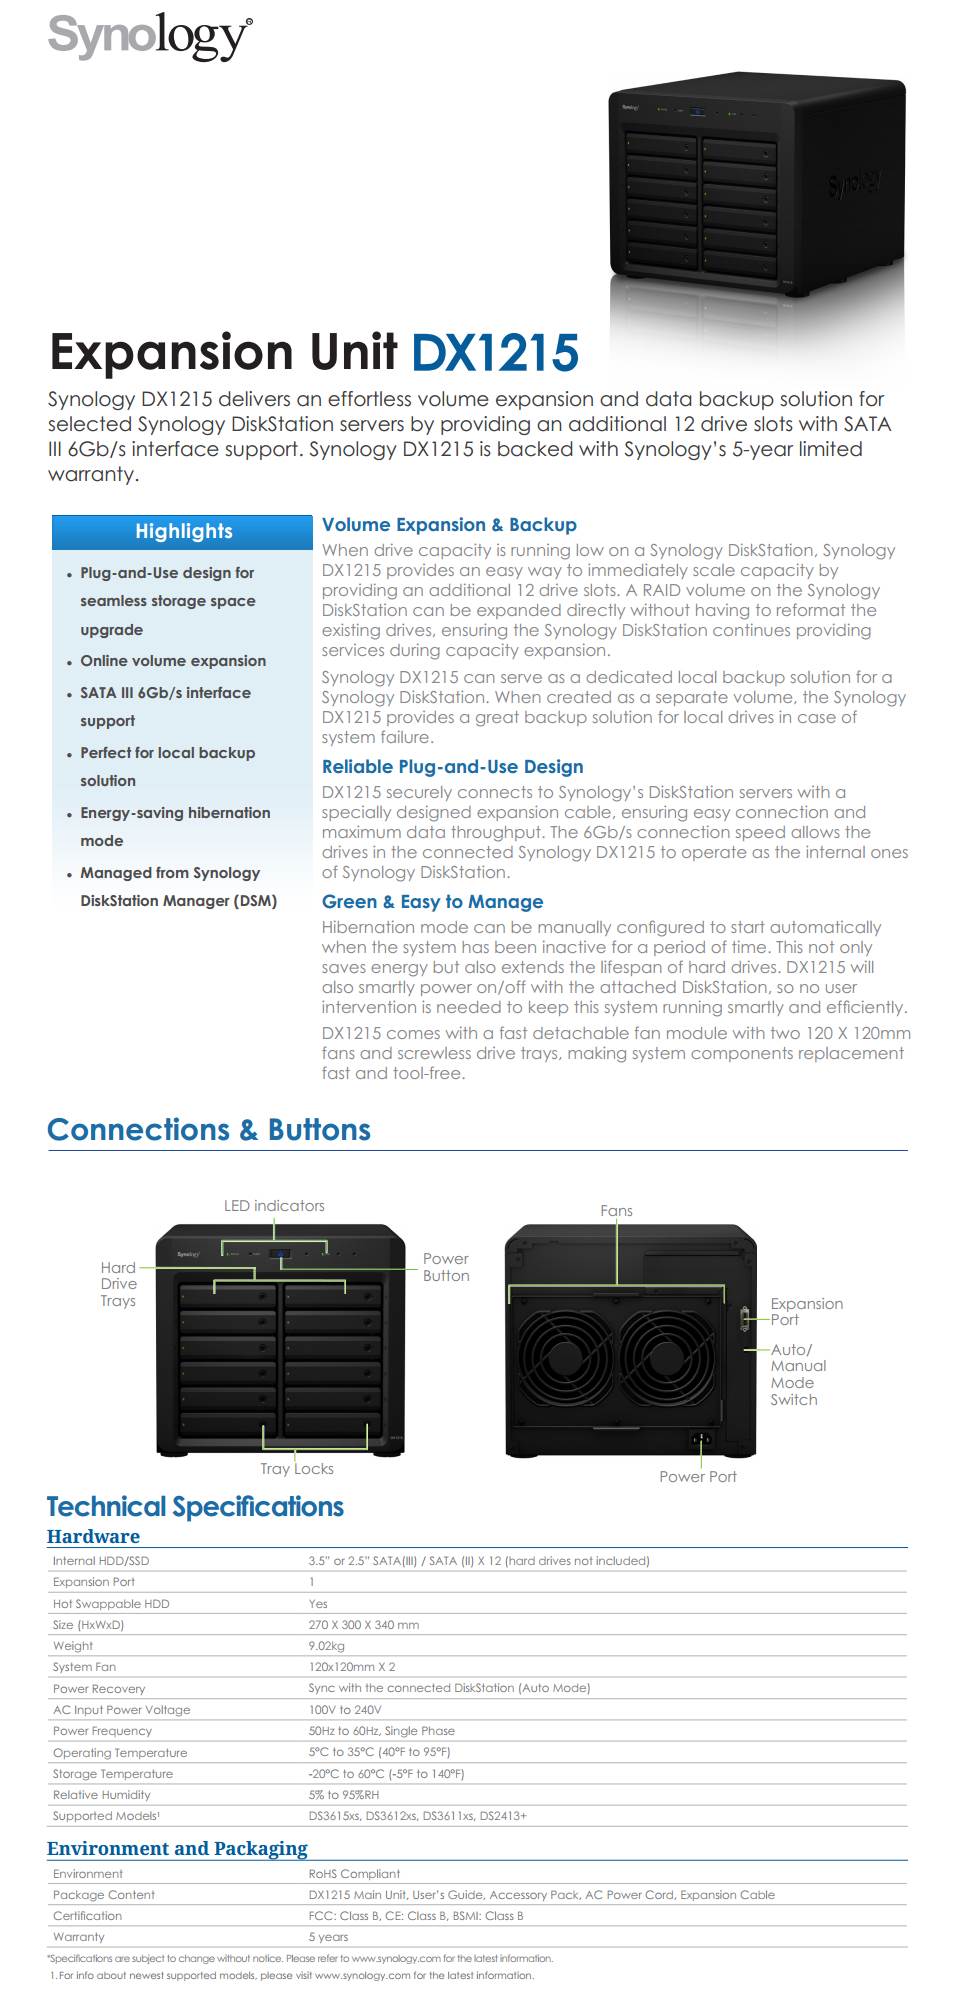 Synology®
Expansion Unit DX1215
Synology DX1215 delivers an effortless volume expansion and data backup solution for
selected Synology DiskStation servers by providing an additional 12 drive slots with SATA
III 6Gb/s interface support. Synology DX1215 is backed with Synology's 5-year limited
warranty.
Highlights
• Plug-and-Use design for
seamless storage space
upgrade
• Online volume expansion
• SATA III 6Gb/s interface
support
• Perfect for local backup
solution
• Energy-saving hibernation
mode
• Managed from Synology
DiskStation Manager (DSM)
Volume Expansion & Backup
When drive capacity is running low on a Synology DiskStation, Synology
DX1215 provides an easy way to immediately scale capacity by
providing an additional 12 drive slots. A RAID volume on the Synology
DiskStation can be expanded directly without having to reformat the
existing drives, ensuring the Synology DiskStation continues providing
services during capacity expansion.
Synology DX1215 can serve as a dedicated local backup solution for a
Synology DiskStation. When created as a separate volume, the Synology
DX1215 provides a great backup solution for local drives in case of
system failure.
Reliable Plug-and-Use Design
DX1215 securely connects to Synology's DiskStation servers with a
specially designed expansion cable, ensuring easy connection and
maximum data throughput. The 6Gb/s connection speed allows the
drives in the connected Synology DX1215 to operate as the internal ones
of Synology DiskStation.
Green & Easy to Manage
Hibernation mode can be manually configured to start automatically
when the system has been inactive for a period of time. This not only
saves energy but also extends the lifespan of hard drives. DX1215 will
also smartly power on/off with the attached DiskStation, so no user
intervention is needed to keep this system running smartly and efficiently.
DX1215 comes with a fast detachable fan module with two 120 X 120mm
fans and screwless drive trays, making system components replacement
fast and tool-free.
Connections & Buttons
LED indicators
Hard
Drive
Trays
Synology
Power
Button
Tray Locks
Fans
Expansion
Port
Auto/
Manual
Mode
Switch
Power Port
Technical Specifications
Hardware
Internal HDD/SSD 3.5" or 2.5" SATA(III) / SATA (II) X 12 (hard drives not included)
Expansion Port 1
Hot Swappable HDD Yes
Size (HxWxD) 270 X 300 X 340 mm
Weight 9.02kg
System Fan 120x120mm X 2
Power Recovery Sync with the connected DiskStation (Auto Mode)
AC Input Power Voltage 100V to 240V
Power Frequency 50Hz to 60Hz, Single Phase
Operating Temperature 5°C to 35°C (40°F to 95°F)
Storage Temperature -20°C to 60°C (-5°F to 140°F)
Relative Humidity 5% to 95%RH
Supported Models¹ DS3615xs, DS3612xs, DS3611xs, DS2413+
Environment and Packaging
Environment RoHS Compliant
Package Content DX1215 Main Unit, User's Guide, Accessory Pack, AC Power Cord, Expansion Cable
Certification FCC: Class B, CE: Class B, BSMI: Class B
Warranty 5 years
*Specifications are subject to change without notice. Please refer to www.synology.com for the latest information.
1. For info about newest supported models, please visit www.synology.com for the latest information.